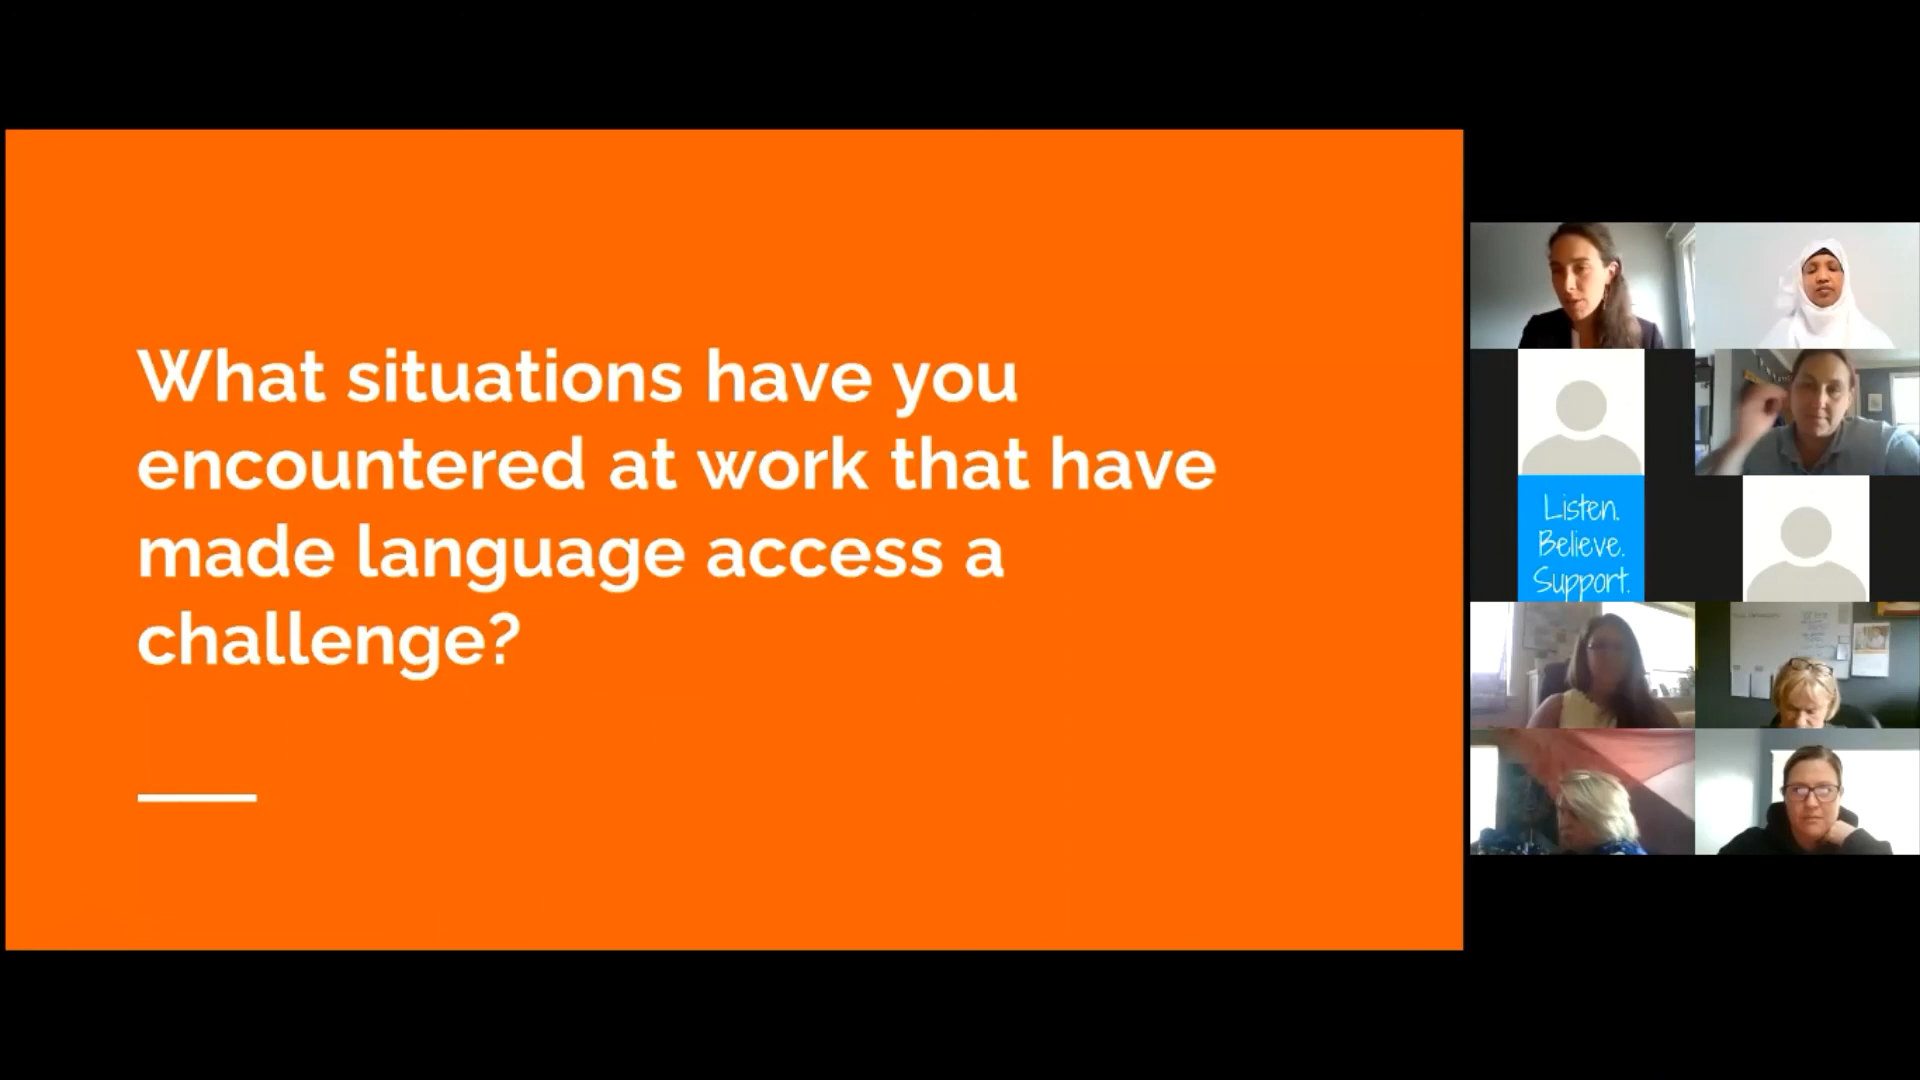 What situations have you
encountered at work that have
made language access a
challenge?
Listen.
Believe.
Support.